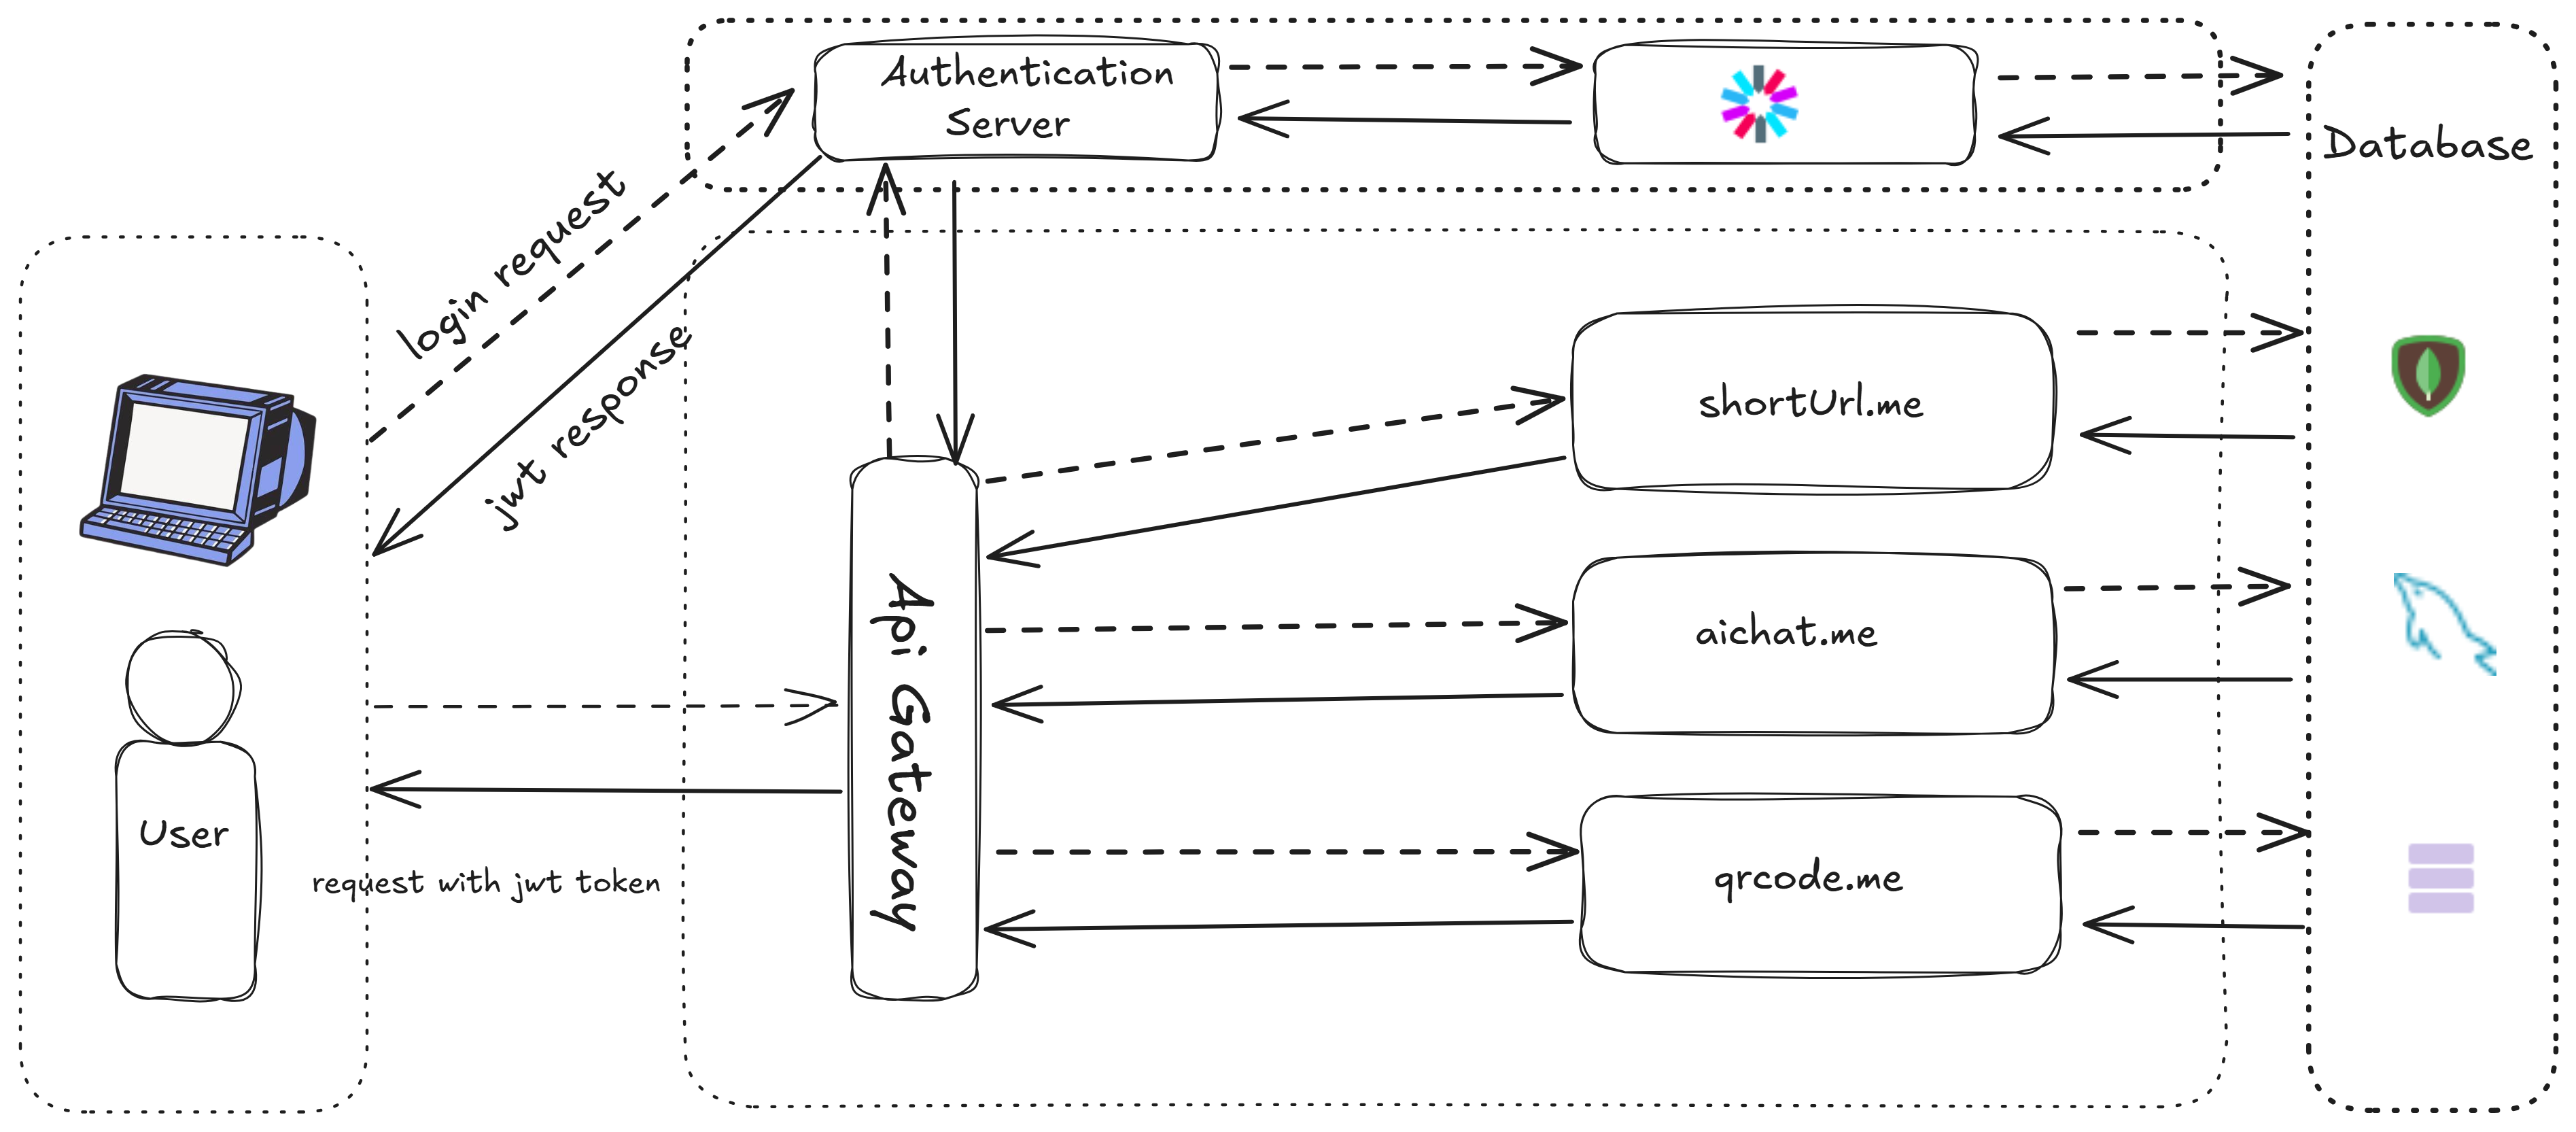 Authentication
Server
Database
login request
jwt response
shortUrl.me
Api Gateway
aichat.me
User
request with jwt token
qrcode.me